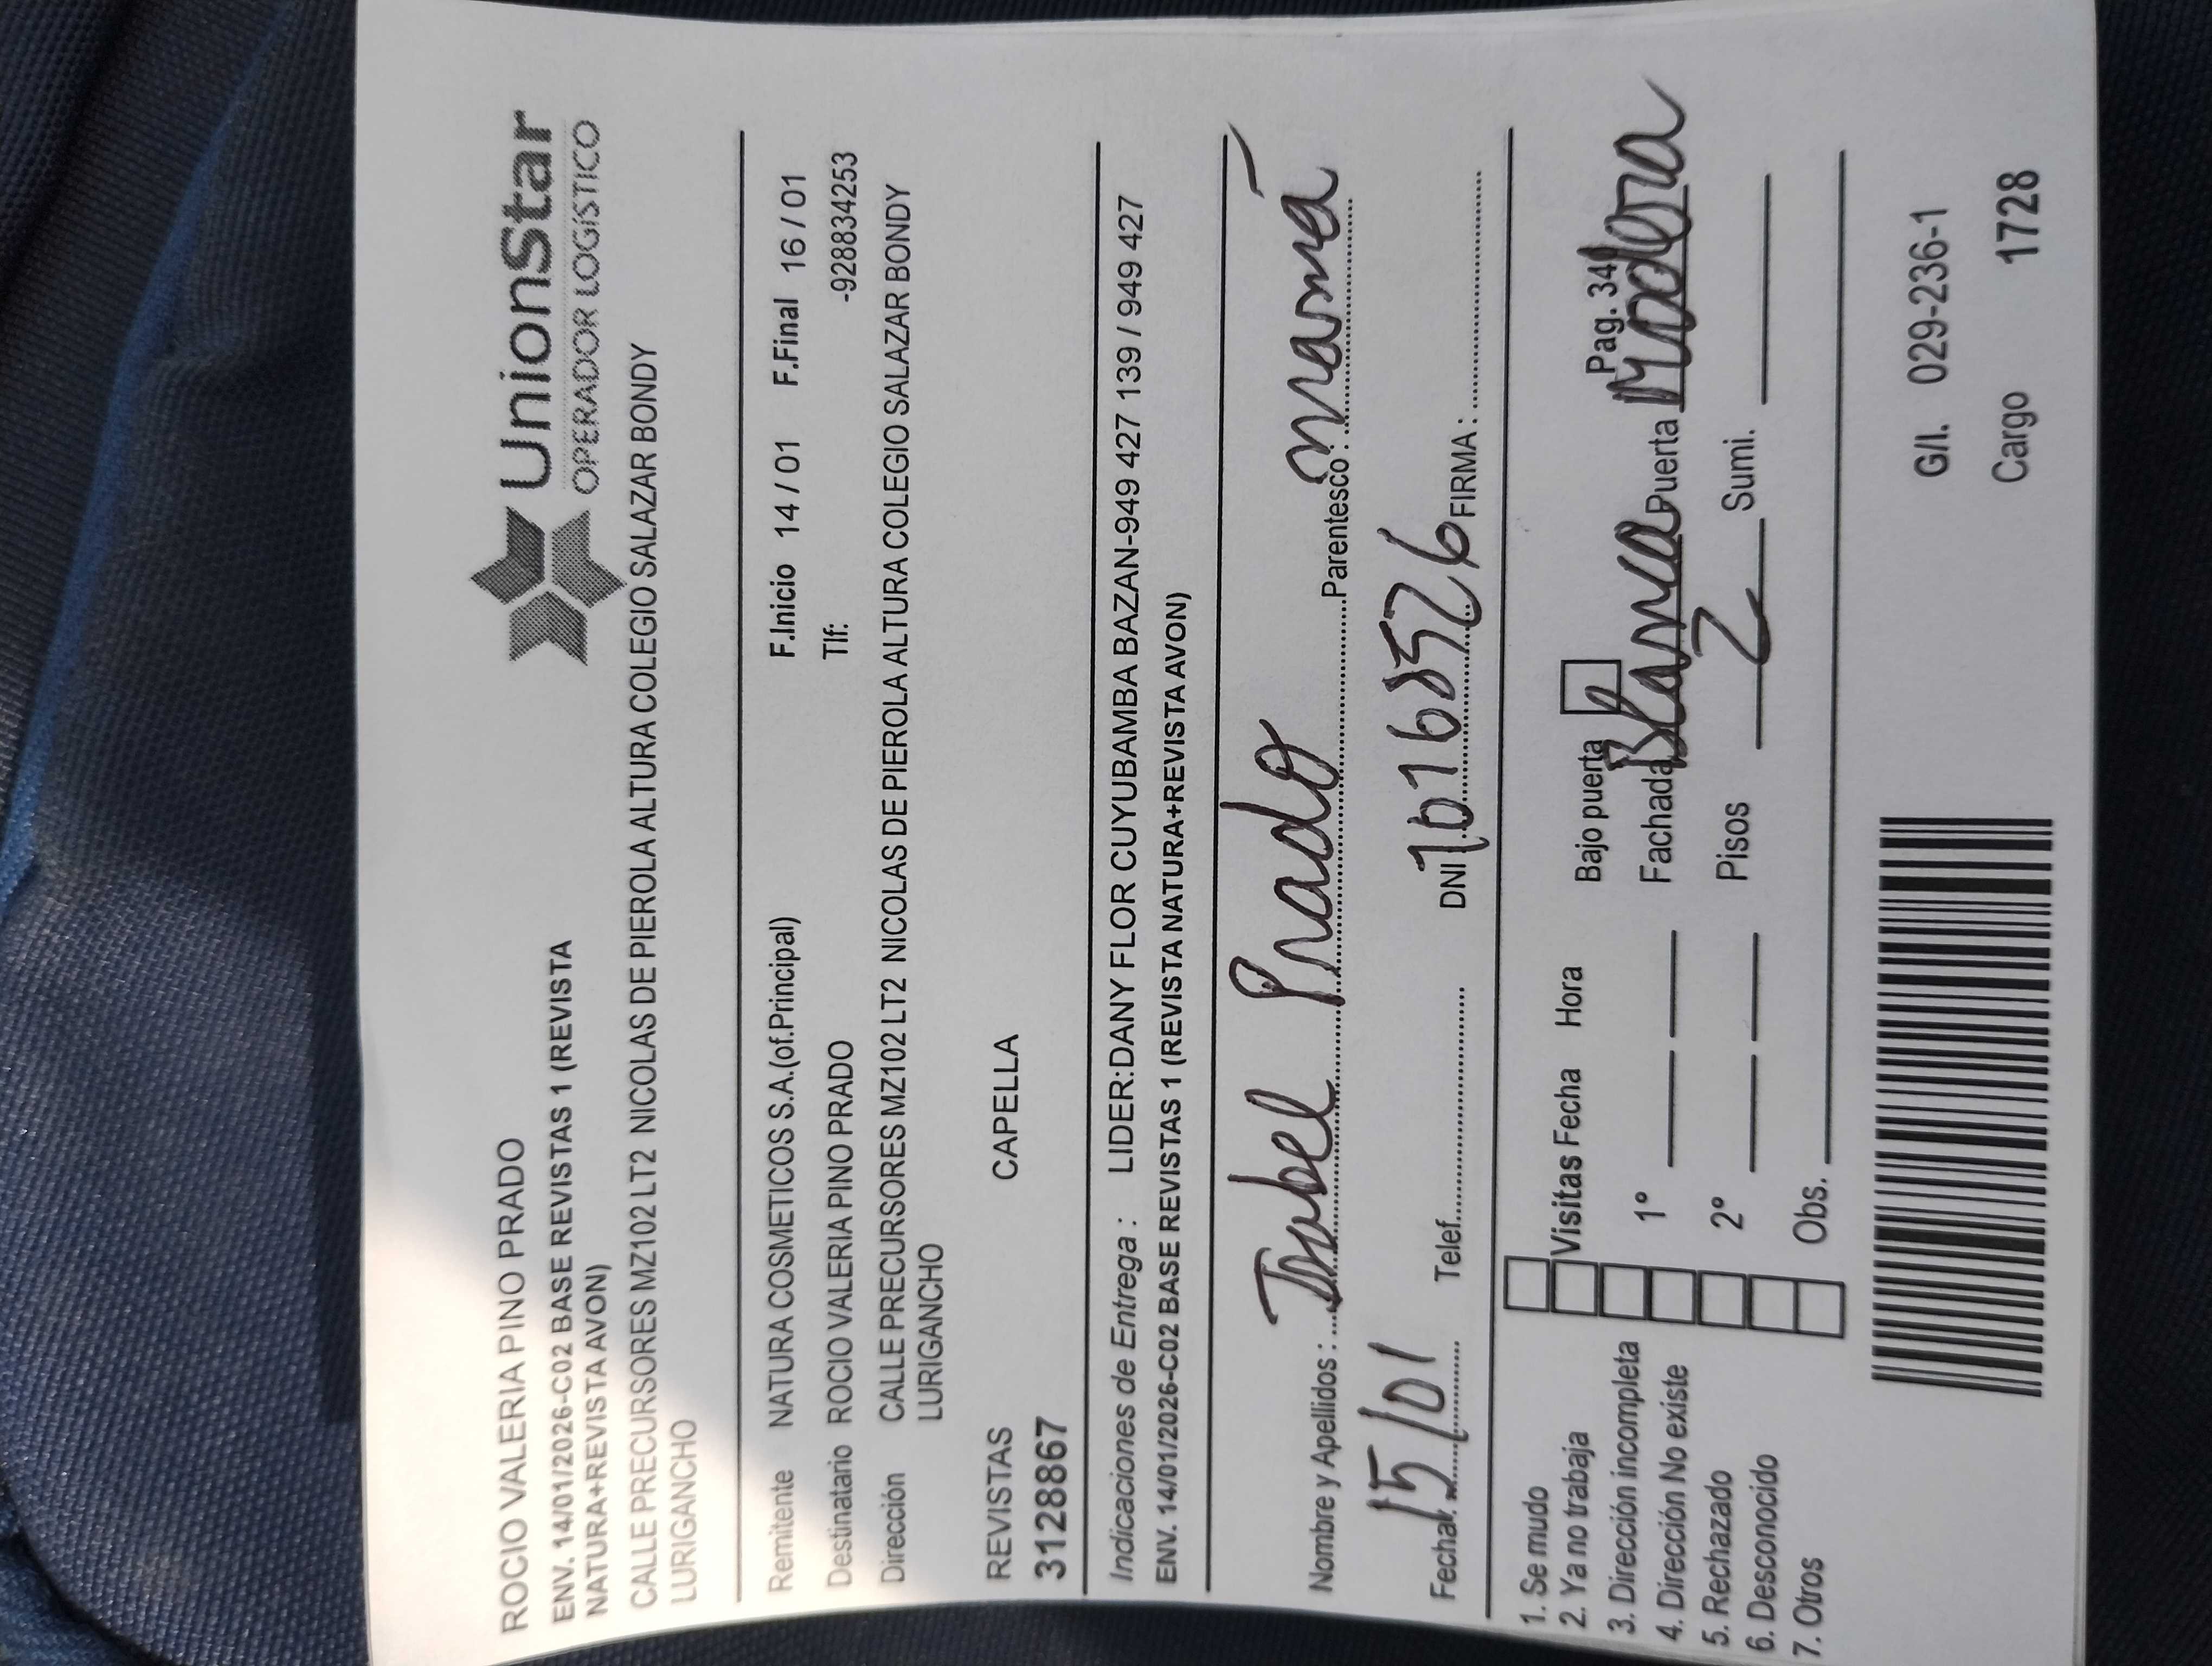 ROCIO VALERIA PINO PRADO
UnionStar
OPERADOR LOGÍSTICO
ENV. 14/01/2026-C02 BASE REVISTAS 1 (REVISTA
NATURA+REVISTA AVON)
CALLE PRECURSORES MZ102 LT2 NICOLAS DE PIEROLA ALTURA COLEGIO SALAZAR BONDY
LURIGANCHO
Remitente NATURA COSMETICOS S.A.(of.Principal) F.Inicio 14 / 01 F.Final 16 / 01
Destinatario ROCIO VALERIA PINO PRADO Tlf: -928834253
Dirección CALLE PRECURSORES MZ102 LT2 NICOLAS DE PIEROLA ALTURA COLEGIO SALAZAR BONDY
LURIGANCHO
REVISTAS CAPELLA
3128867
Indicaciones de Entrega : LIDER:DANY FLOR CUYUBAMBA BAZAN-949 427 139 / 949 427
ENV. 14/01/2026-C02 BASE REVISTAS 1 (REVISTA NATURA+REVISTA AVON)
Nombre y Apellidos : Isabel Prado Parentesco : mamá
Fecha: 15/01 Telef. DNI FIRMA :
1. Se mudo
2. Ya no trabaja
3. Dirección incompleta
4. Dirección No existe
5. Rechazado
6. Desconocido
7. Otros
Visitas Fecha Hora Bajo puerta Pag. 34
1º Fachada Blanca Puerta Madera
2º Pisos 2 Sumi.
Obs.
G/I. 029-236-1
Cargo 1728